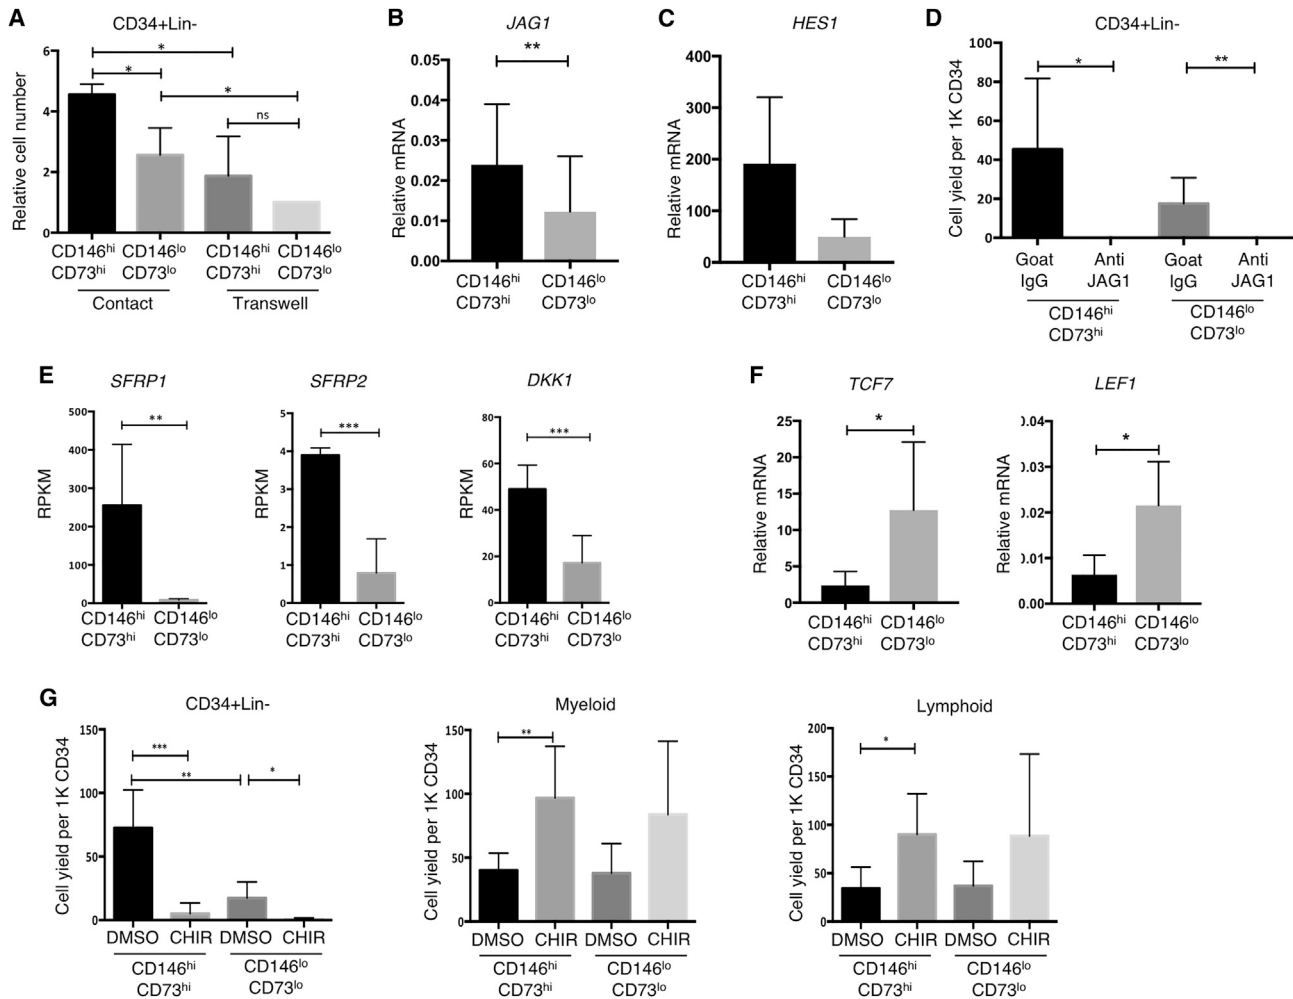 A
CD34+Lin-
Relative cell number
6
4
2
0
*
*
*
ns
CD146hi CD146lo CD146hi CD146lo
CD73hi CD73lo CD73hi CD73lo
Contact Transwell
B
JAG1
Relative mRNA
0.05
0.04
0.03
0.02
0.01
0.00
**
CD146hi CD146lo
CD73hi CD73lo
C
HES1
Relative mRNA
400
300
200
100
0
CD146hi CD146lo
CD73hi CD73lo
D
CD34+Lin-
Cell yield per 1K CD34
100
80
60
40
20
0
* **
Goat Anti Goat Anti
IgG JAG1 IgG JAG1
CD146hi CD146lo
CD73hi CD73lo
E
SFRP1
RPKM
500
400
300
200
100
0
**
CD146hi CD146lo
CD73hi CD73lo
SFRP2
RPKM
5
4
3
2
1
0
***
CD146hi CD146lo
CD73hi CD73lo
DKK1
RPKM
80
60
40
20
0
***
CD146hi CD146lo
CD73hi CD73lo
F
TCF7
Relative mRNA
25
20
15
10
5
0
*
CD146hi CD146lo
CD73hi CD73lo
LEF1
Relative mRNA
.04
.03
.02
.01
0.00
*
CD146hi CD146lo
CD73hi CD73lo
G
CD34+Lin-
Cell yield per 1K CD34
150
100
50
0
***
** *
DMSO CHIR DMSO CHIR
CD146hi CD146lo
CD73hi CD73lo
Myeloid
Cell yield per 1K CD34
150
100
50
0
**
DMSO CHIR DMSO CHIR
CD146hi CD146lo
CD73hi CD73lo
Lymphoid
Cell yield per 1K CD34
200
150
100
50
0
*
DMSO CHIR DMSO CHIR
CD146hi CD146lo
CD73hi CD73lo